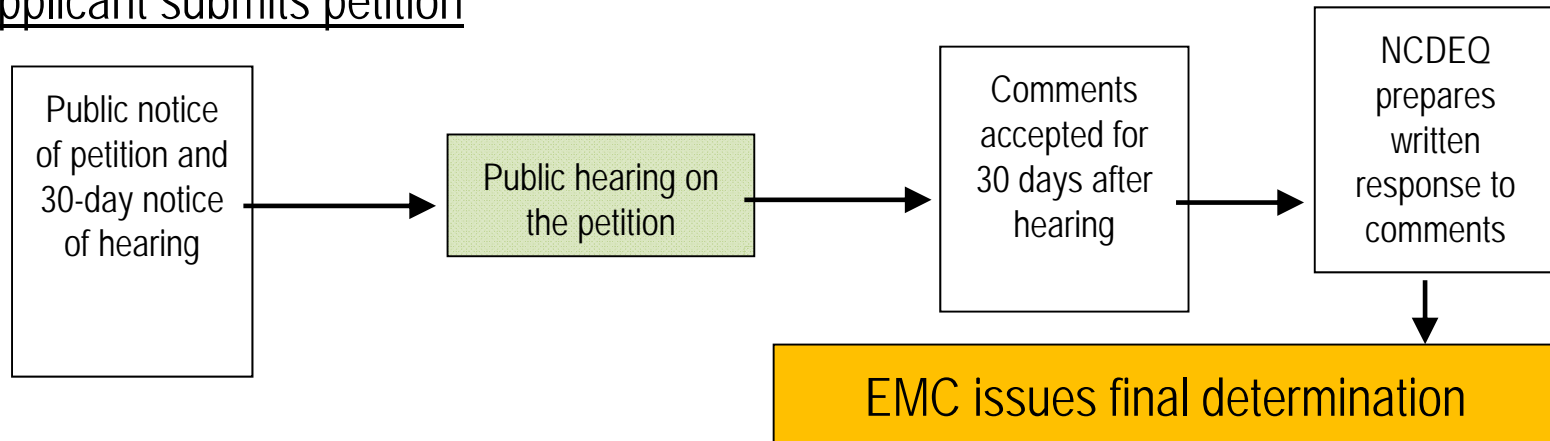 pplicant submits petition
Public notice
of petition and
30-day notice
of hearing
Public hearing on
the petition
Comments
accepted for
30 days after
hearing
NCDEQ
prepares
written
response to
comments
EMC issues final determination